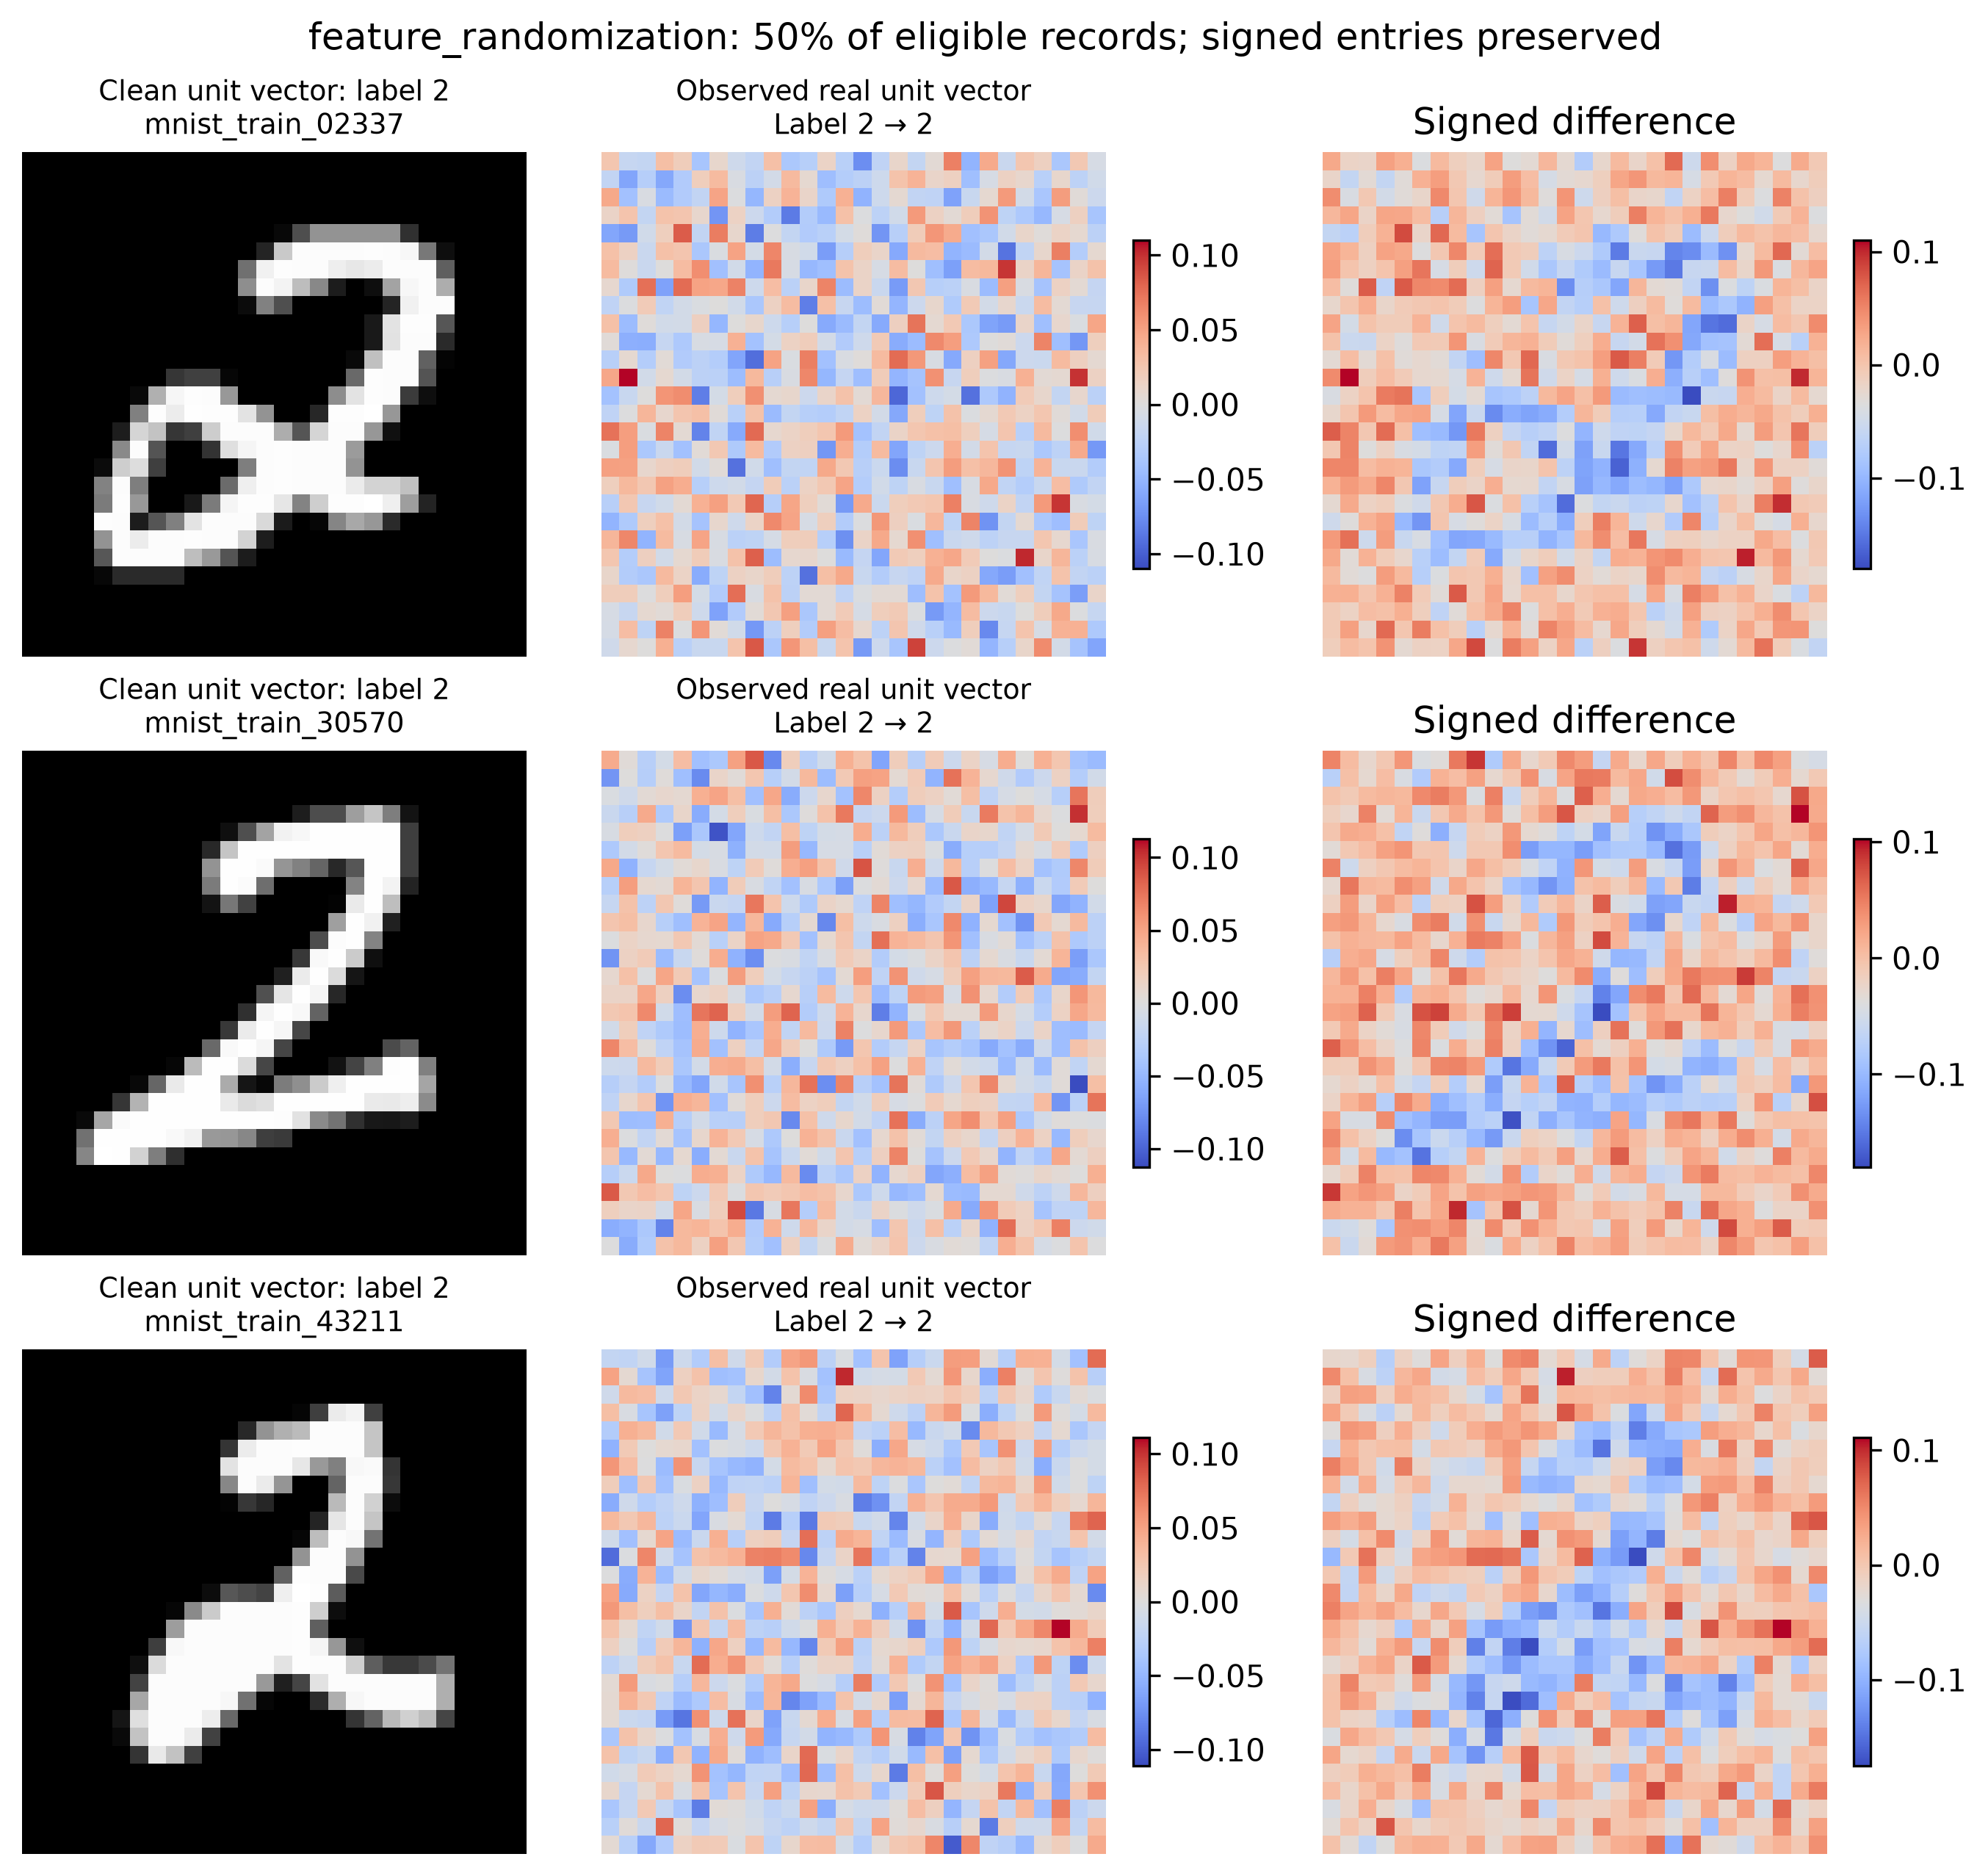 feature_randomization: 50% of eligible records; signed entries preserved
Clean unit vector: label 2
mnist_train_02337
Observed real unit vector
Label 2 → 2
Signed difference
0.10
0.05
0.00
−0.05
−0.10
0.1
0.0
−0.1
Clean unit vector: label 2
mnist_train_30570
Observed real unit vector
Label 2 → 2
Signed difference
0.10
0.05
0.00
−0.05
−0.10
0.1
0.0
−0.1
Clean unit vector: label 2
mnist_train_43211
Observed real unit vector
Label 2 → 2
Signed difference
0.10
0.05
0.00
−0.05
−0.10
0.1
0.0
−0.1